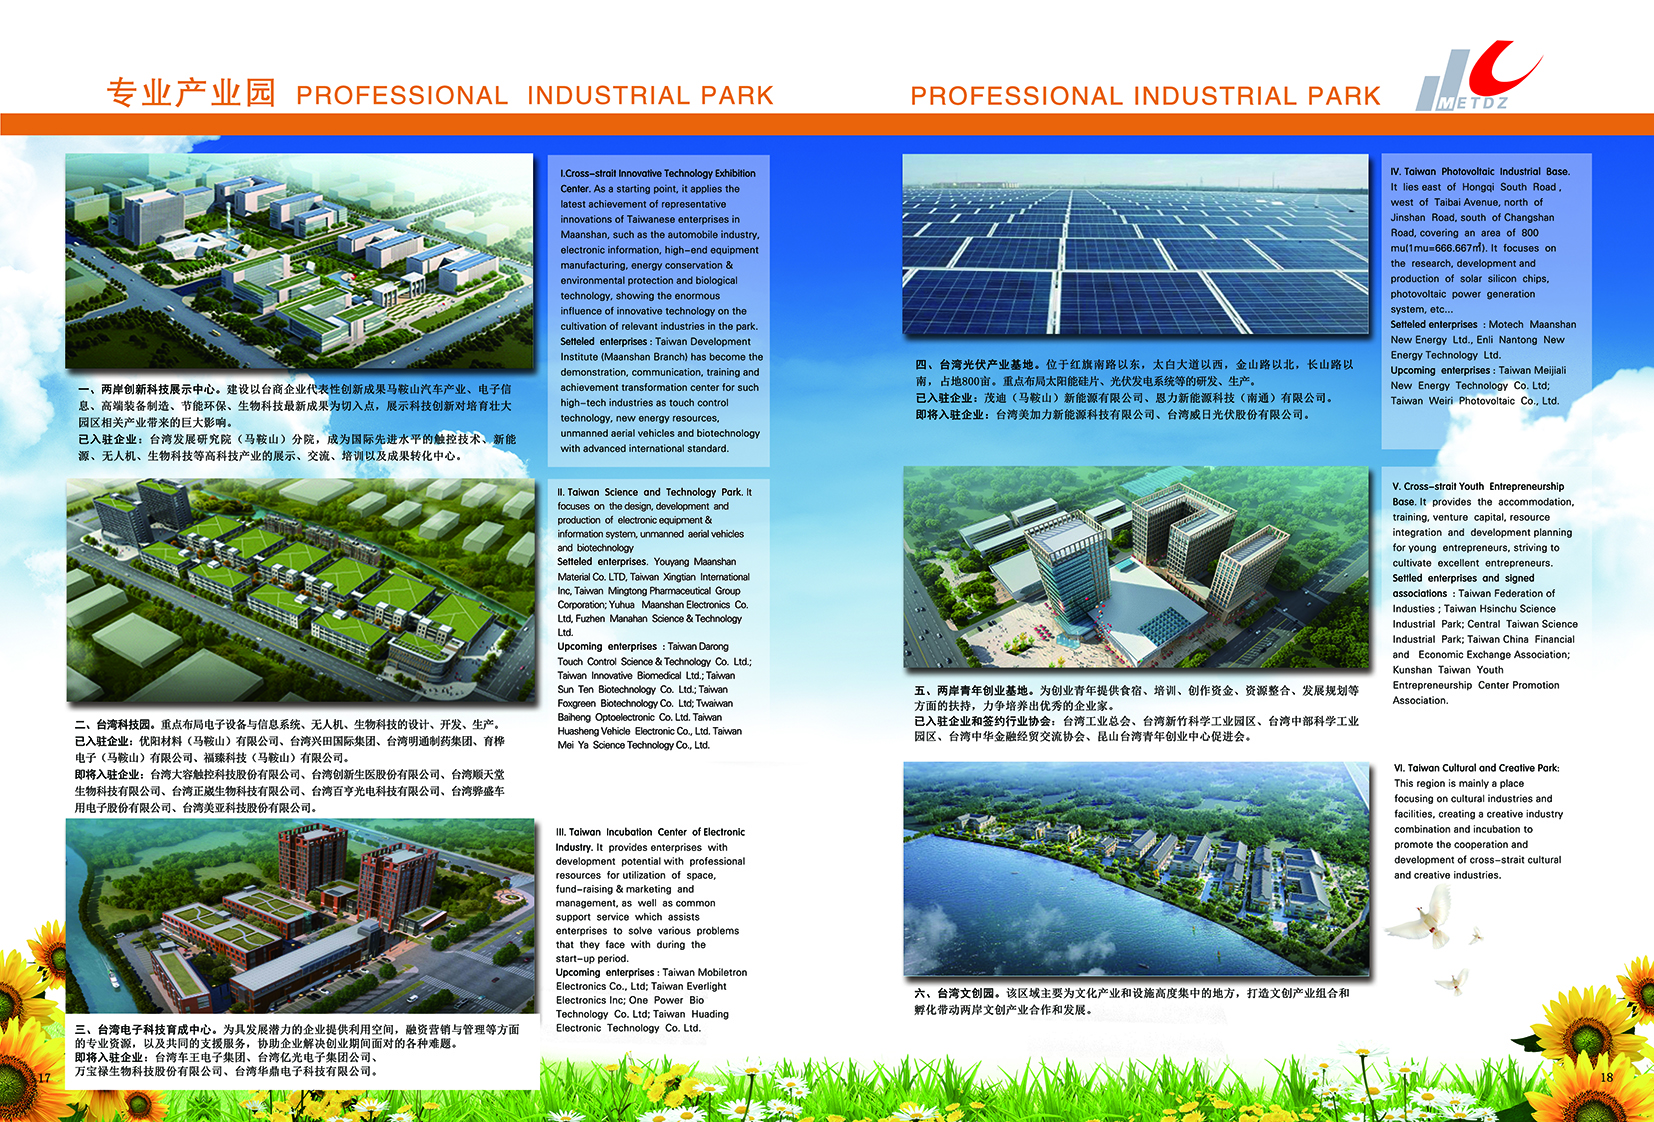 专业产业园 PROFESSIONAL INDUSTRIAL PARK
I.Cross-strait Innovative Technology Exhibition
Center. As a starting point, it applies the
latest achievement of representative
innovations of Taiwanese enterprises in
Maanshan, such as the automobile industry,
electronic information, high-end equipment
manufacturing, energy conservation &
environmental protection and biological
technology, showing the enormous
influence of innovative technology on the
cultivation of relevant industries in the park.
Setteled enterprises : Taiwan Development
Institute (Maanshan Branch) has become the
demonstration, communication, training and
achievement transformation center for such
high-tech industries as touch control
technology, new energy resources,
unmanned aerial vehicles and biotechnology
with advanced international standard.
一、两岸创新科技展示中心。建设以台商企业代表性创新成果马鞍山汽车产业、电子信
息、高端装备制造、节能环保、生物科技最新成果为切入点，展示科技创新对培育壮大
园区相关产业带来的巨大影响。
已入驻企业：台湾发展研究院（马鞍山）分院，成为国际先进水平的触控技术、新能
源、无人机、生物科技等高科技产业的展示、交流、培训以及成果转化中心。
II. Taiwan Science and Technology Park. It
focuses on the design, development and
production of electronic equipment &
information system, unmanned aerial vehicles
and biotechnology
Setteled enterprises. Youyang Maanshan
Material Co. LTD, Taiwan Xingtian International
Inc, Taiwan Mingtong Pharmaceutical Group
Corporation; Yuhua Maanshan Electronics Co.
Ltd, Fuzhen Manahan Science & Technology
Ltd.
Upcoming enterprises : Taiwan Darong
Touch Control Science & Technology Co. Ltd.;
Taiwan Innovative Biomedical Ltd.; Taiwan
Sun Ten Biotechnology Co. Ltd.; Taiwan
Foxgreen Biotechnology Co. Ltd; Twaiwan
Baiheng Optoelectronic Co. Ltd. Taiwan
Huasheng Vehicle Electronic Co., Ltd. Taiwan
Mei Ya Science Technology Co., Ltd.
二、台湾科技园。重点布局电子设备与信息系统、无人机、生物科技的设计、开发、生产。
已入驻企业：优阳材料（马鞍山）有限公司、台湾兴田国际集团、台湾明通制药集团、育桦
电子（马鞍山）有限公司、福臻科技（马鞍山）有限公司。
即将入驻企业：台湾大容触控科技股份有限公司、台湾创新生医股份有限公司、台湾顺天堂
生物科技有限公司、台湾正崴生物科技有限公司、台湾百亨光电科技有限公司、台湾骅盛车
用电子股份有限公司、台湾美亚科技股份有限公司。
III. Taiwan Incubation Center of Electronic
Industry. It provides enterprises with
development potential with professional
resources for utilization of space,
fund-raising & marketing and
management, as well as common
support service which assists
enterprises to solve various problems
that they face with during the
start-up period.
Upcoming enterprises : Taiwan Mobiletron
Electronics Co., Ltd; Taiwan Everlight
Electronics Inc; One Power Bio
Technology Co. Ltd; Taiwan Huading
Electronic Technology Co. Ltd.
三、台湾电子科技育成中心。为具发展潜力的企业提供利用空间，融资营销与管理等方面
的专业资源，以及共同的支援服务，协助企业解决创业期间面对的各种难题。
即将入驻企业：台湾车王电子集团、台湾亿光电子集团公司、
万宝禄生物科技股份有限公司、台湾华鼎电子科技有限公司。
17
PROFESSIONAL INDUSTRIAL PARK
METDZ
IV. Taiwan Photovoltaic Industrial Base.
It lies east of Hongqi South Road ,
west of Taibai Avenue, north of
Jinshan Road, south of Changshan
Road, covering an area of 800
mu(1mu=666.667㎡). It focuses on
the research, development and
production of solar silicon chips,
photovoltaic power generation
system, etc...
Setteled enterprises : Motech Maanshan
New Energy Ltd., Enli Nantong New
Energy Technology Ltd.
Upcoming enterprises : Taiwan Meijiali
New Energy Technology Co. Ltd;
Taiwan Weiri Photovoltaic Co., Ltd.
四、台湾光伏产业基地。位于红旗南路以东，太白大道以西，金山路以北，长山路以
南，占地800亩。重点布局太阳能硅片、光伏发电系统等的研发、生产。
已入驻企业：茂迪（马鞍山）新能源有限公司、恩力新能源科技（南通）有限公司。
即将入驻企业：台湾美加力新能源科技有限公司、台湾威日光伏股份有限公司。
V. Cross-strait Youth Entrepreneurship
Base. It provides the accommodation,
training, venture capital, resource
integration and development planning
for young entrepreneurs, striving to
cultivate excellent entrepreneurs.
Settled enterprises and signed
associations : Taiwan Federation of
Industies ; Taiwan Hsinchu Science
Industrial Park; Central Taiwan Science
Industrial Park; Taiwan China Financial
and Economic Exchange Association;
Kunshan Taiwan Youth
Entrepreneurship Center Promotion
Association.
五、两岸青年创业基地。为创业青年提供食宿、培训、创作资金、资源整合、发展规划等
方面的扶持，力争培养出优秀的企业家。
已入驻企业和签约行业协会：台湾工业总会、台湾新竹科学工业园区、台湾中部科学工业
园区、台湾中华金融经贸交流协会、昆山台湾青年创业中心促进会。
VI. Taiwan Cultural and Creative Park:
This region is mainly a place
focusing on cultural industries and
facilities, creating a creative industry
combination and incubation to
promote the cooperation and
development of cross-strait cultural
and creative industries.
六、台湾文创园。该区域主要为文化产业和设施高度集中的地方，打造文创产业组合和
孵化带动两岸文创产业合作和发展。
18